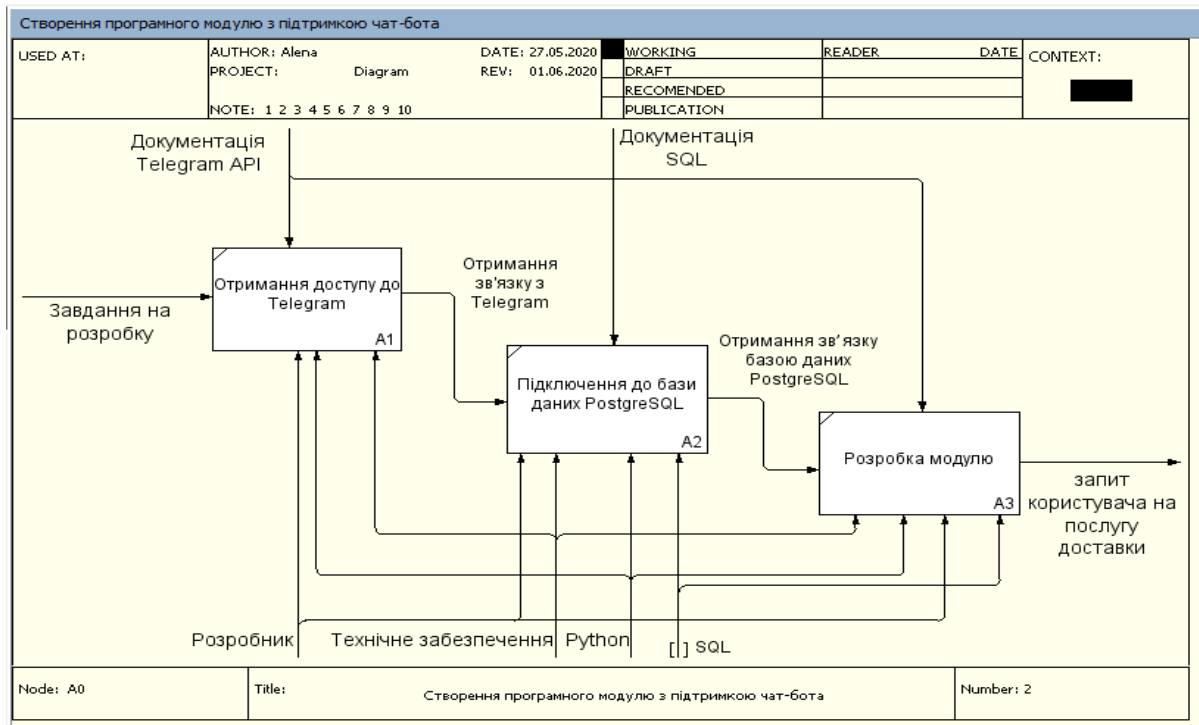 Створення програмного модулю з підтримкою чат-бота
USED AT:
AUTHOR: Alena
DATE: 27.05.2020
PROJECT: Diagram
REV: 01.06.2020
NOTE: 1 2 3 4 5 6 7 8 9 10
WORKING
DRAFT
RECOMENDED
PUBLICATION
READER
DATE
CONTEXT:
Документація
Telegram API
Документація
SQL
Завдання на
розробку
Отримання доступу до
Telegram
A1
Отримання
зв'язку з
Telegram
Підключення до бази
даних PostgreSQL
A2
Отримання зв'язку
базою даних
PostgreSQL
Розробка модулю
A3
запит
користувача на
послугу
доставки
Розробник
Технічне забезпечення
Python
[ ] SQL
Node: A0
Title:
Створення програмного модулю з підтримкою чат-бота
Number: 2